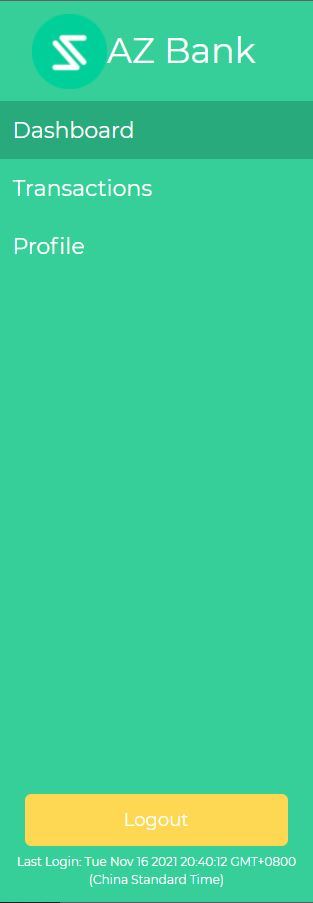 AZ Bank
Dashboard
Transactions
Profile
Logout
Last Login: Tue Nov 16 2021 20:40:12 GMT+0800
(China Standard Time)